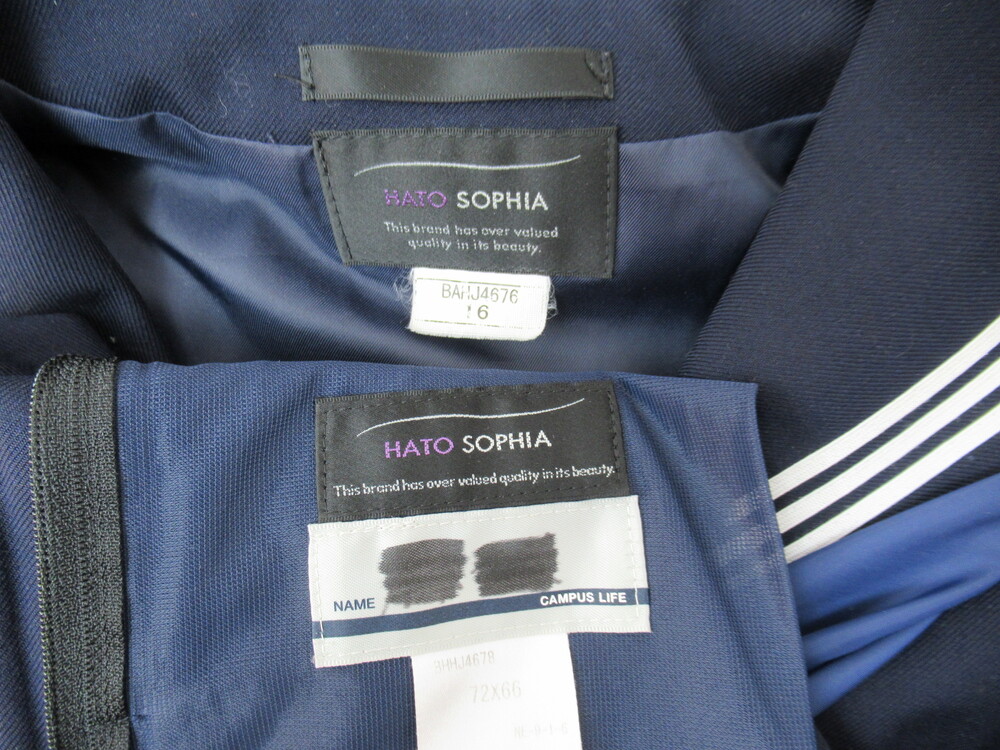 HATO SOPHIA
This brand has over valued
quality in its beauty.
BAHJ4676
16
HATO SOPHIA
This brand has over valued quality in its beauty.
NAME
CAMPUS LIFE
72X66